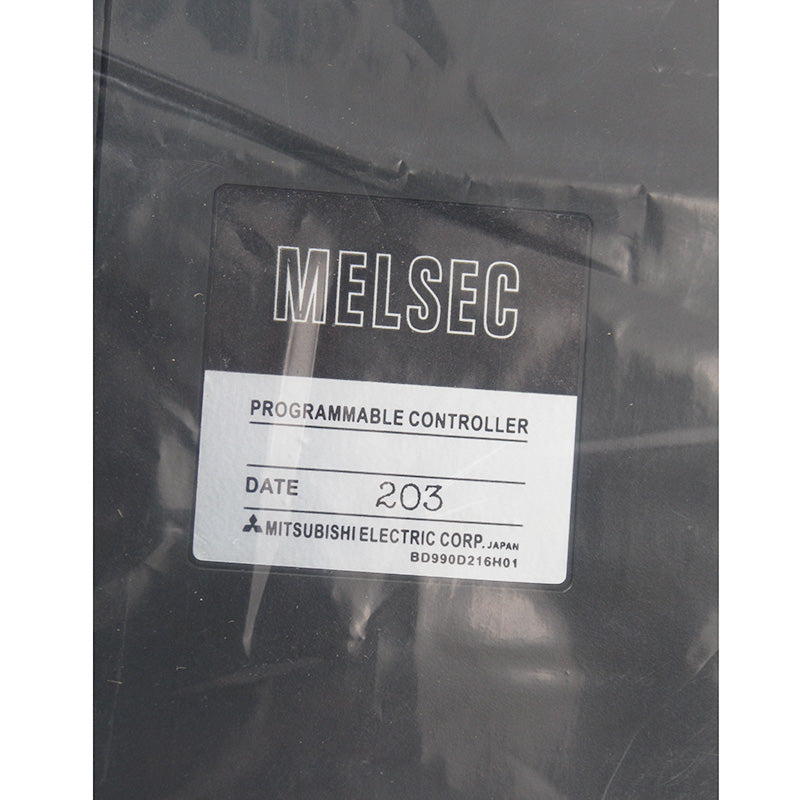 MELSEC
PROGRAMMABLE CONTROLLER
DATE 203
MITSUBISHI ELECTRIC CORP. JAPAN
BD990D216H01